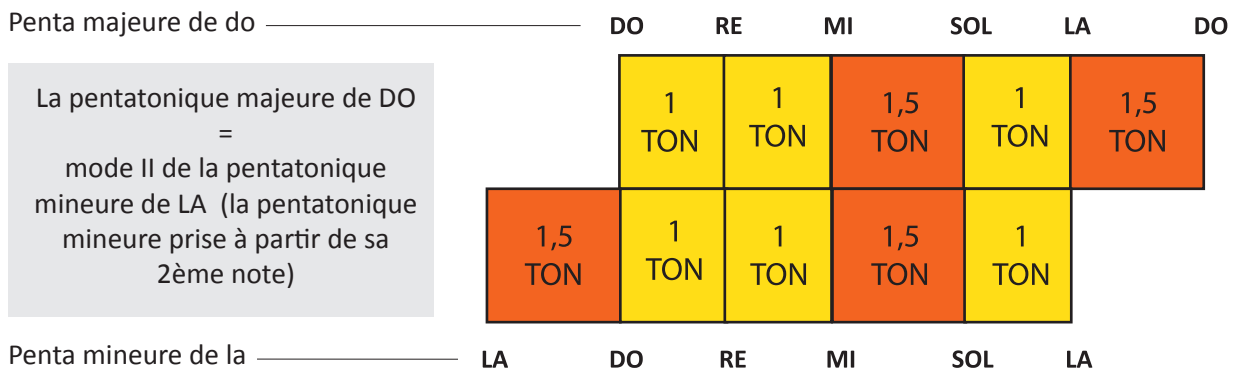 Penta majeure de do
DO RE MI SOL LA DO
La pentatonique majeure de DO
=
mode II de la pentatonique
mineure de LA (la pentatonique
mineure prise à partir de sa
2ème note)
1 1 1,5 1 1,5
TON TON TON TON TON
1,5 1 1 1,5 1
TON TON TON TON TON
Penta mineure de la
LA DO RE MI SOL LA